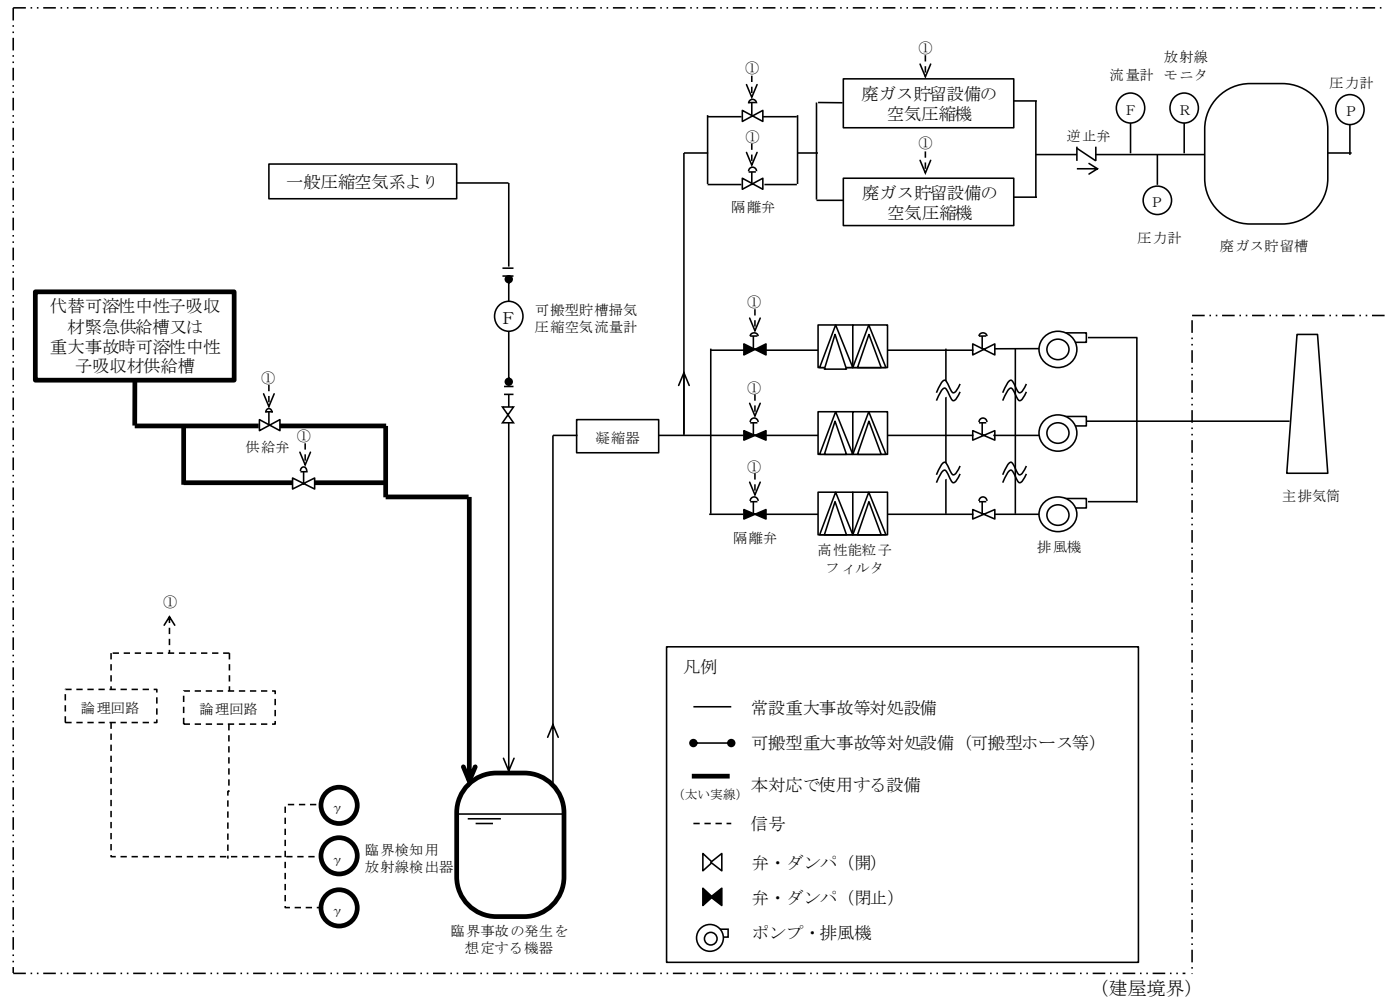 ①
①
①
①
廃ガス貯留設備の
空気圧縮機
廃ガス貯留設備の
空気圧縮機
隔離弁
逆止弁
流量計
F
放射線
モニタ
R
圧力計
P
圧力計
P
廃ガス貯留槽
一般圧縮空気系より
F
可搬型貯槽掃気
圧縮空気流量計
代替可溶性中性子吸収
材緊急供給槽又は
重大事故時可溶性中性
子吸収材供給槽
①
供給弁
①
凝縮器
①
①
①
隔離弁
高性能粒子
フィルタ
排風機
主排気筒
①
論理回路
論理回路
γ
γ
γ
臨界検知用
放射線検出器
臨界事故の発生を
想定する機器
凡例
常設重大事故等対処設備
可搬型重大事故等対処設備（可搬型ホース等）
（太い実線）
本対応で使用する設備
信号
弁・ダンパ（開）
弁・ダンパ（閉止）
ポンプ・排風機
（建屋境界）